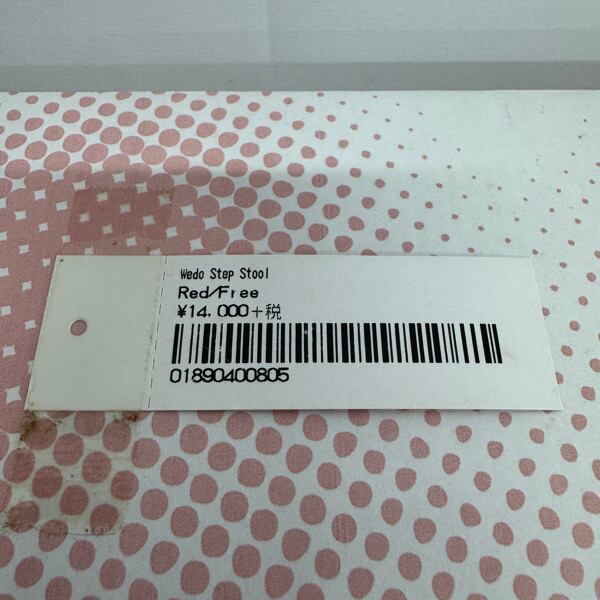 Wedo Step Stool
Red/Free
¥14,000+税
01890400805